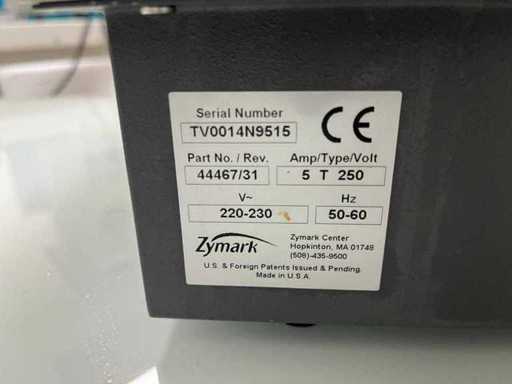 Serial Number
TV0014N9515
CE
Part No. / Rev. Amp/Type/Volt
44467/31 5 T 250
V~ Hz
220-230 50-60
Zymark
Zymark Center
Hopkinton, MA 01748
(508)-435-9500
U.S. & Foreign Patents Issued & Pending.
Made in U.S.A.